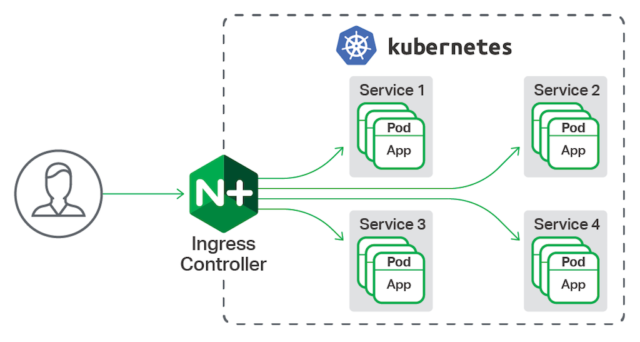 kubernetes
Service 1
Pod
App
Service 2
Pod
App
N+
Ingress
Controller
Service 3
Pod
App
Service 4
Pod
App